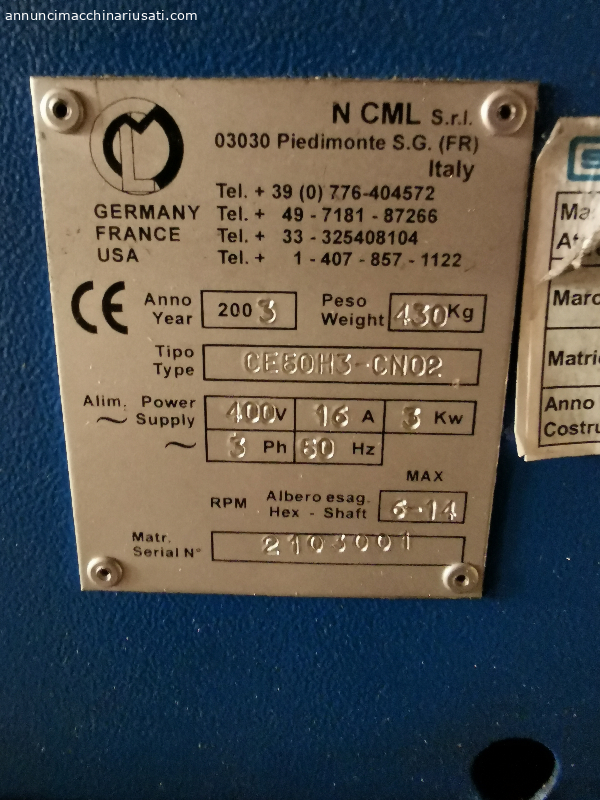 annuncimacchinariusati.com
N CML S.r.l.
03030 Piedimonte S.G. (FR)
Italy
Tel. + 39 (0) 776-404572
GERMANY Tel. + 49 - 7181 - 87266
FRANCE Tel. + 33 - 325408104
USA Tel. + 1 - 407 - 857 - 1122
CE Anno Year 2003 Peso Weight 430 Kg
Tipo
Type CE50H3-CN02
Alim. Power Supply 400 V 16 A 3 Kw
3 Ph 50 Hz
MAX
RPM Albero esag. Hex - Shaft 6-14
Matr.
Serial N° 2103001
Marc
Matric
Anno
Costru